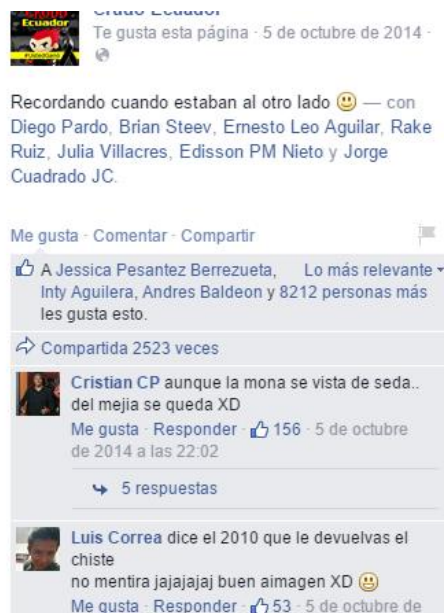 Crudo Ecuador
Ecuador
Te gusta esta página · 5 de octubre de 2014 ·
Recordando cuando estaban al otro lado — con
Diego Pardo, Brian Steev, Ernesto Leo Aguilar, Rake
Ruiz, Julia Villacres, Edisson PM Nieto y Jorge
Cuadrado JC.
Me gusta · Comentar · Compartir
A Jessica Pesantez Berrezueta, Lo más relevante
Inty Aguilera, Andres Baldeon y 8212 personas más
les gusta esto.
Compartida 2523 veces
Cristian CP aunque la mona se vista de seda..
del mejia se queda XD
Me gusta · Responder · 156 · 5 de octubre
de 2014 a las 22:02
5 respuestas
Luis Correa dice el 2010 que le devuelvas el
chiste
no mentira jajajajaj buen aimagen XD
Me gusta · Responder · 53 · 5 de octubre de